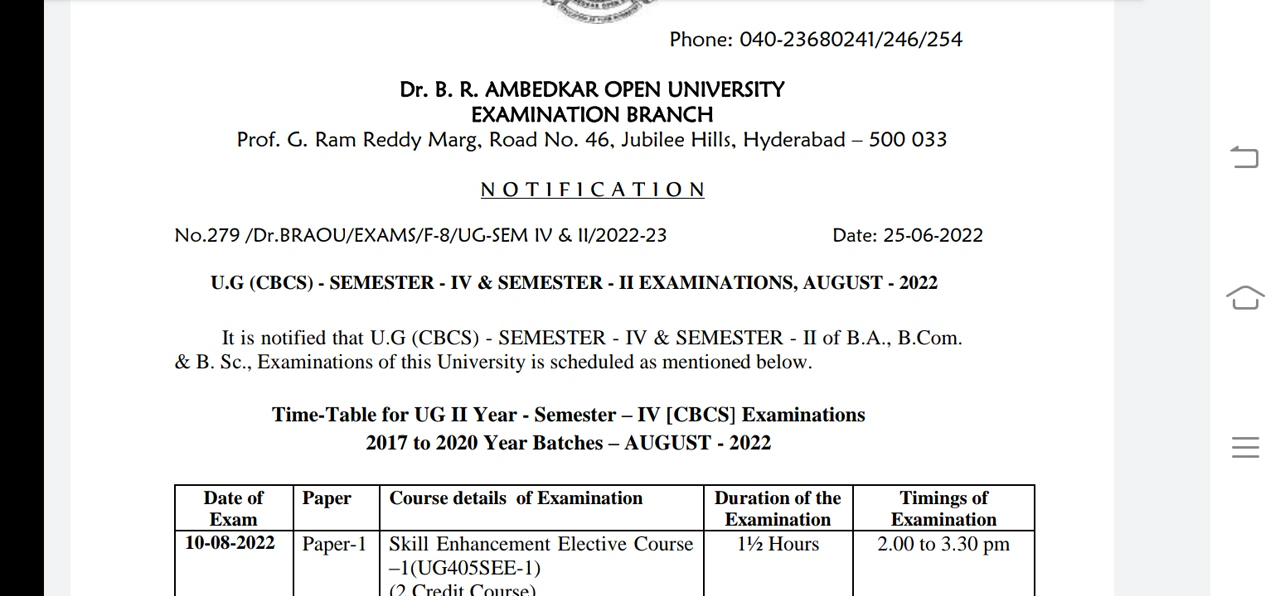 Phone: 040-23680241/246/254
Dr. B. R. AMBEDKAR OPEN UNIVERSITY
EXAMINATION BRANCH
Prof. G. Ram Reddy Marg, Road No. 46, Jubilee Hills, Hyderabad – 500 033
NOTIFICATION
No.279 /Dr.BRAOU/EXAMS/F-8/UG-SEM IV & II/2022-23 Date: 25-06-2022
U.G (CBCS) - SEMESTER - IV & SEMESTER - II EXAMINATIONS, AUGUST - 2022
It is notified that U.G (CBCS) - SEMESTER - IV & SEMESTER - II of B.A., B.Com.
& B. Sc., Examinations of this University is scheduled as mentioned below.
Time-Table for UG II Year - Semester – IV [CBCS] Examinations
2017 to 2020 Year Batches – AUGUST - 2022
Date of Paper Course details of Examination Duration of the Timings of
Exam Examination Examination
10-08-2022 Paper-1 Skill Enhancement Elective Course 1½ Hours 2.00 to 3.30 pm
–1(UG405SEE-1)
(2 Credit Course)